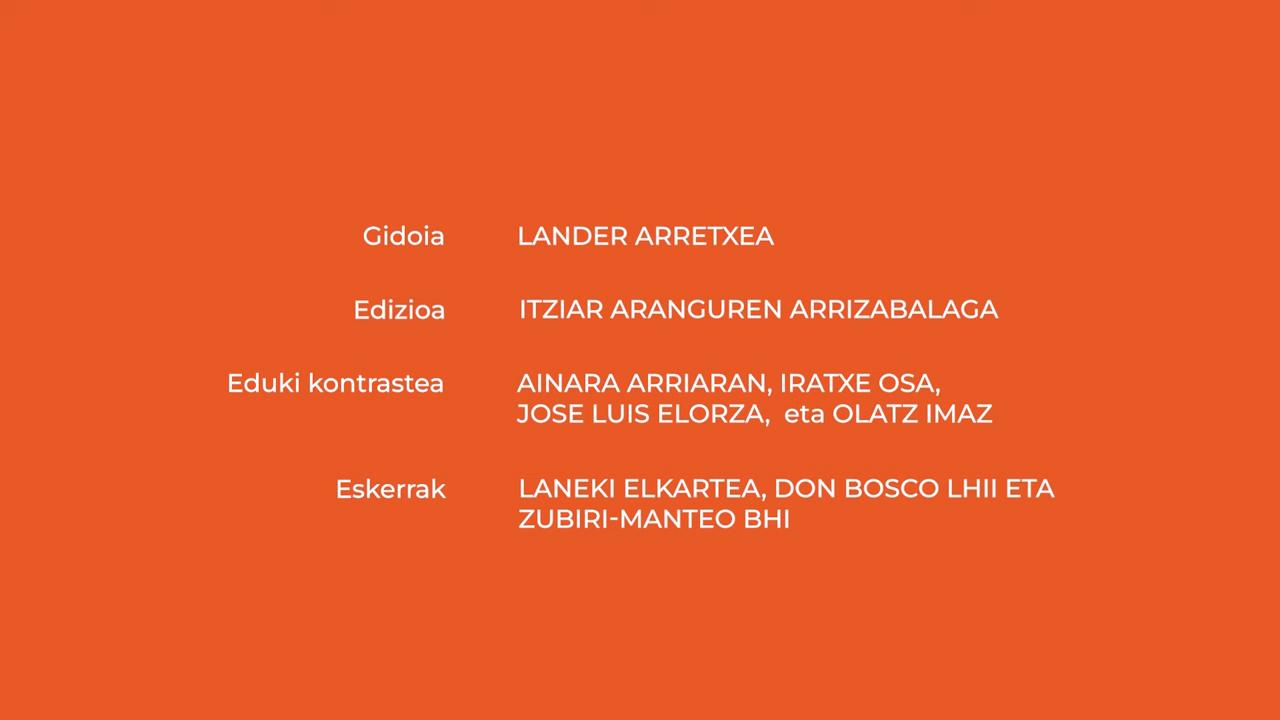 Gidoia LANDER ARRETXEA
Edizioa ITZIAR ARANGUREN ARRIZABALAGA
Eduki kontrastea AINARA ARRIARAN, IRATXE OSA,
JOSE LUIS ELORZA, eta OLATZ IMAZ
Eskerrak LANEKI ELKARTEA, DON BOSCO LHII ETA
ZUBIRI-MANTEO BHI